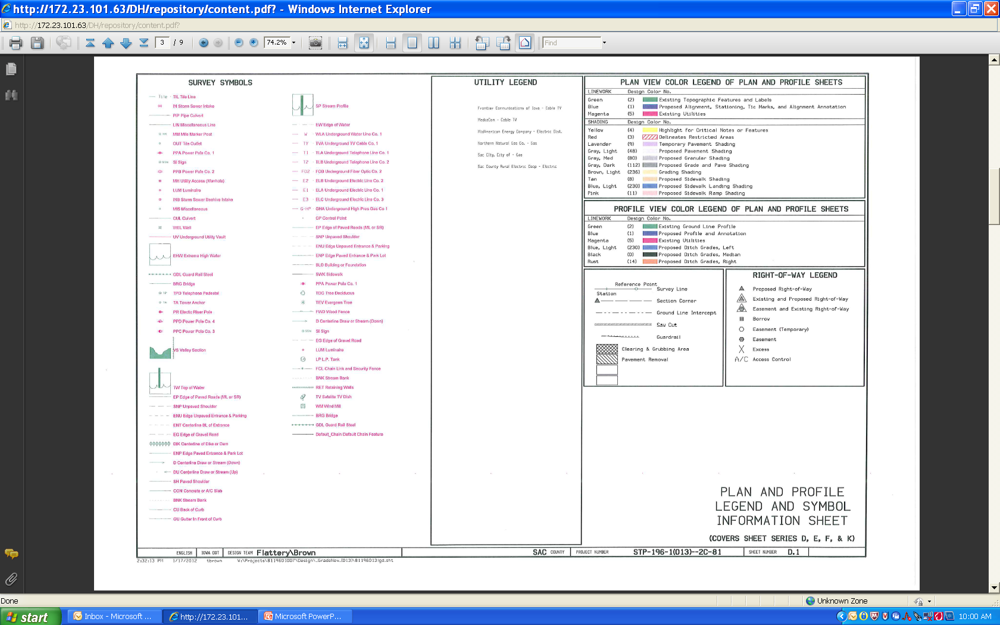 http://172.23.101.63/DH/repository/content.pdf? - Windows Internet Explorer
http://172.23.101.63/DH/repository/content.pdf?
3 / 9
74.2%
Find
SURVEY SYMBOLS
Tile TIL Tile Line
IN Storm Sewer Intake
PIP Pipe Culvert
LIN Miscellaneous Line
MM Mile Marker Post
OUT Tile Outlet
PPA Power Pole Co. 1
SIGN SI Sign
PPB Power Pole Co. 2
MH Utility Access (Manhole)
LUM Luminaire
INB Storm Sewer Beehive Intake
MIS Miscellaneous
CUL Culvert
WEL Well
UV Underground Utility Vault
EHW Extreme High Water
GDL Guard Rail Steel
BRG Bridge
TP TPD Telephone Pedestal
TA TA Tower Anchor
PR Electic Riser Pole
PPD Power Pole Co. 4
PPC Power Pole Co. 3
VS Valley Section
TW Top of Water
EP Edge of Paved Roads (ML or SR)
SNP Unpaved Shoulder
ENU Edge Unpaved Entrance & Parking
ENT Centerline BL of Entrance
EG Edge of Gravel Road
DIK Centerline of Dike or Dam
ENP Edge Paved Entrance & Park Lot
D Centerline Draw or Stream (Down)
DU Centerline Draw or Stream (Up)
SH Paved Shoulder
CON Concrete or A/C Slab
BNK Stream Bank
CU Back of Curb
GU Gutter In Front of Curb
SP Stream Profile
EW Edge of Water
W WLA Underground Water Line Co. 1
TV TVA Underground TV Cable Co. 1
T1 TLA Underground Telephone Line Co. 1
T2 TLB Underground Telephone Line Co. 2
FO2 FOB Underground Fiber Optic Co. 2
E2 ELB Underground Electric Line Co. 2
E1 ELA Underground Electric Line Co. 1
E3 ELC Underground Electric Line Co. 3
G-HP GHA Underground High Pres Gas Co 1
CP Control Point
EP Edge of Paved Roads (ML or SR)
SNP Unpaved Shoulder
ENU Edge Unpaved Entrance & Parking
ENP Edge Paved Entrance & Park Lot
BLD Building or Foundation
SWK Sidewalk
PPA Power Pole Co. 1
TDC Tree Deciduous
TEV Evergreen Tree
FWD Wood Fence
D Centerline Draw or Stream (Down)
SIGN SI Sign
EG Edge of Gravel Road
LUM Luminaire
LP L.P. Tank
FCL Chain Link and Security Fence
BNK Stream Bank
RET Retaining Walls
TV Satelite TV Dish
WM Wind Mill
BRG Bridge
GDL Guard Rail Steel
Default_Chain Default Chain Feature
UTILITY LEGEND
Frontier Communications of Iowa - Cable TV
MediaCom - Cable TV
MidAmerican Energy Company - Electric Dist.
Northern Natural Gas Co. - Gas
Sac City, City of - Gas
Sac County Rural Electric Coop - Electric
PLAN VIEW COLOR LEGEND OF PLAN AND PROFILE SHEETS
LINEWORK Design Color No.
Green (2) Existing Topographic Features and Labels
Blue (1) Proposed Alignment, Stationing, Tic Marks, and Alignment Annotation
Magenta (5) Existing Utilities
SHADING Design Color No.
Yellow (4) Highlight for Critical Notes or Features
Red (3) Delineates Restricted Areas
Lavender (9) Temporary Pavement Shading
Gray, Light (48) Proposed Pavement Shading
Gray, Med (80) Proposed Granular Shading
Gray, Dark (112) Proposed Grade and Pave Shading
Brown, Light (236) Grading Shading
Tan (8) Proposed Sidewalk Shading
Blue, Light (230) Proposed Sidewalk Landing Shading
Pink (11) Proposed Sidewalk Ramp Shading
PROFILE VIEW COLOR LEGEND OF PLAN AND PROFILE SHEETS
LINEWORK Design Color No.
Green (2) Existing Ground Line Profile
Blue (1) Proposed Profile and Annotation
Magenta (5) Existing Utilities
Blue, Light (230) Proposed Ditch Grades, Left
Black (0) Proposed Ditch Grades, Median
Rust (14) Proposed Ditch Grades, Right
Reference Point
Survey Line
Station
Section Corner
Ground Line Intercept
Saw Cut
Guardrail
Clearing & Grubbing Area
Pavement Removal
RIGHT-OF-WAY LEGEND
Proposed Right-of-Way
Existing and Proposed Right-of-Way
Easement and Existing Right-of-Way
Borrow
Easement (Temporary)
Easement
Excess
A/C Access Control
PLAN AND PROFILE
LEGEND AND SYMBOL
INFORMATION SHEET
(COVERS SHEET SERIES D, E, F, & K)
ENGLISH IOWA DOT DESIGN TEAM Flattery\Brown SAC COUNTY PROJECT NUMBER STP-196-1(013)--2C-81 SHEET NUMBER D.1
2:32:13 PM 1/17/2012 tbrown
Done
Unknown Zone
start
Inbox - Microsoft ...
http://172.23.101...
Microsoft PowerP...
10:00 AM